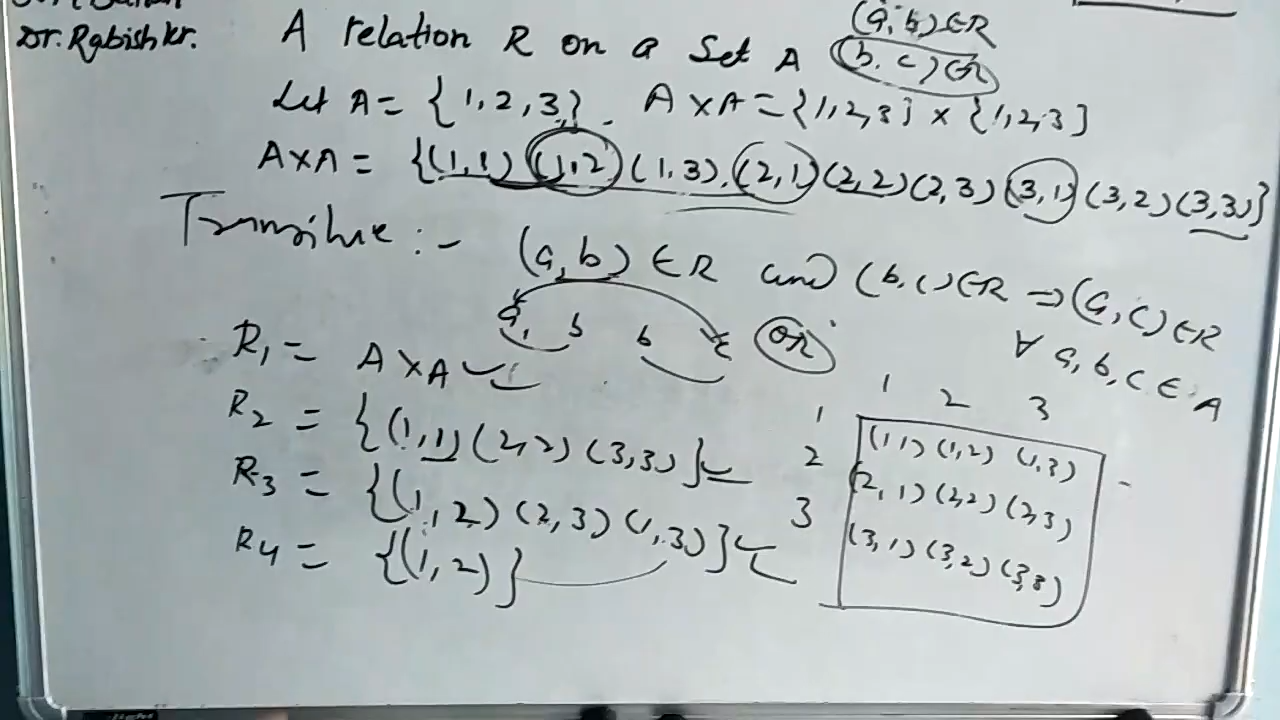 Dr. Rabish kr.
A relation R on a Set A
(a, b) ∈ R
(b, c) ∈ R
Let A = {1, 2, 3}. A × A = {1, 2, 3} × {1, 2, 3}
A × A = {(1, 1) (1, 2) (1, 3), (2, 1) (2, 2) (2, 3) (3, 1) (3, 2) (3, 3)}
Transitive :- (a, b) ∈ R and (b, c) ∈ R ⇒ (a, c) ∈ R
∀ a, b, c ∈ A
a, b b c OR
R1 = A × A
R2 = {(1, 1) (2, 2) (3, 3)}
R3 = {(1, 2) (2, 3) (1, 3)}
R4 = {(1, 2)}
1 2 3
1 (1 1) (1, 2) (1, 3)
2 (2, 1) (2, 2) (2, 3)
3 (3, 1) (3, 2) (3, 3)